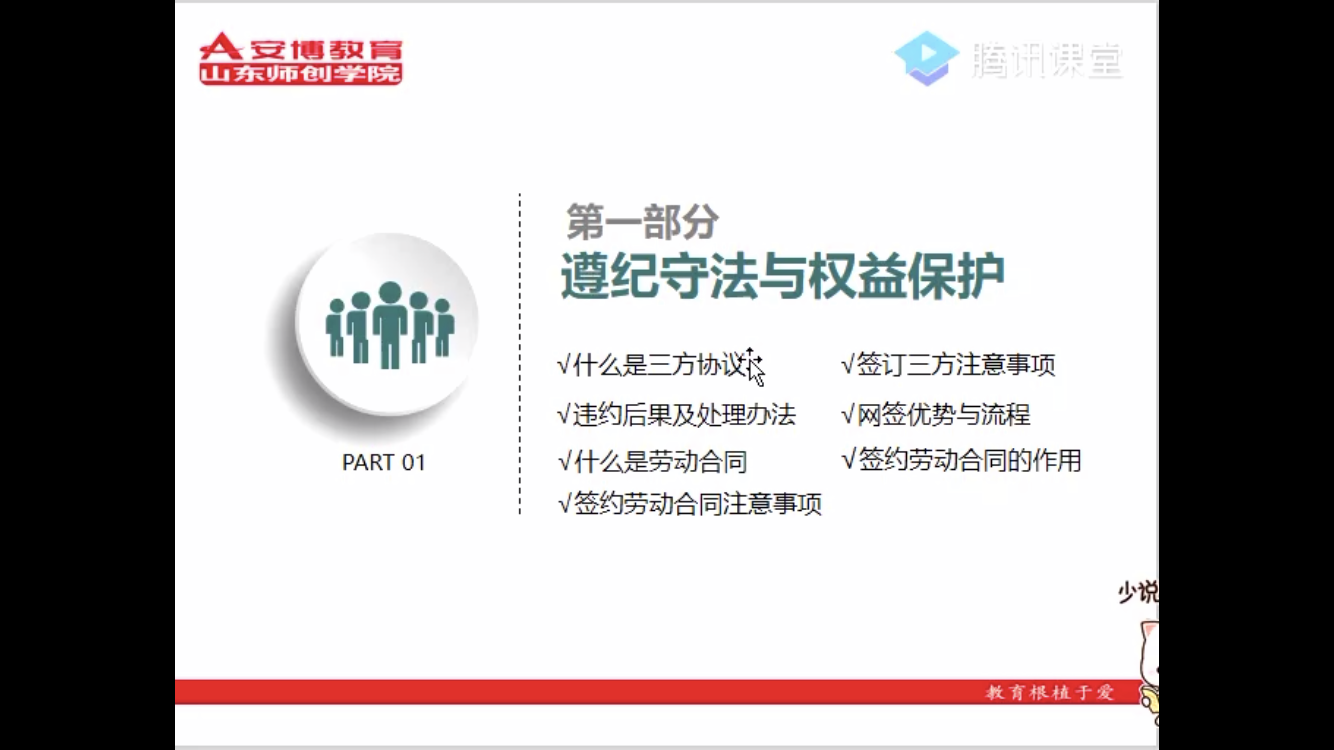 安博教育
山东师创学院
腾讯课堂
第一部分
遵纪守法与权益保护
√什么是三方协议
√签订三方注意事项
√违约后果及处理办法
√网签优势与流程
√什么是劳动合同
√签约劳动合同的作用
√签约劳动合同注意事项
PART 01
少说
教育根植于爱